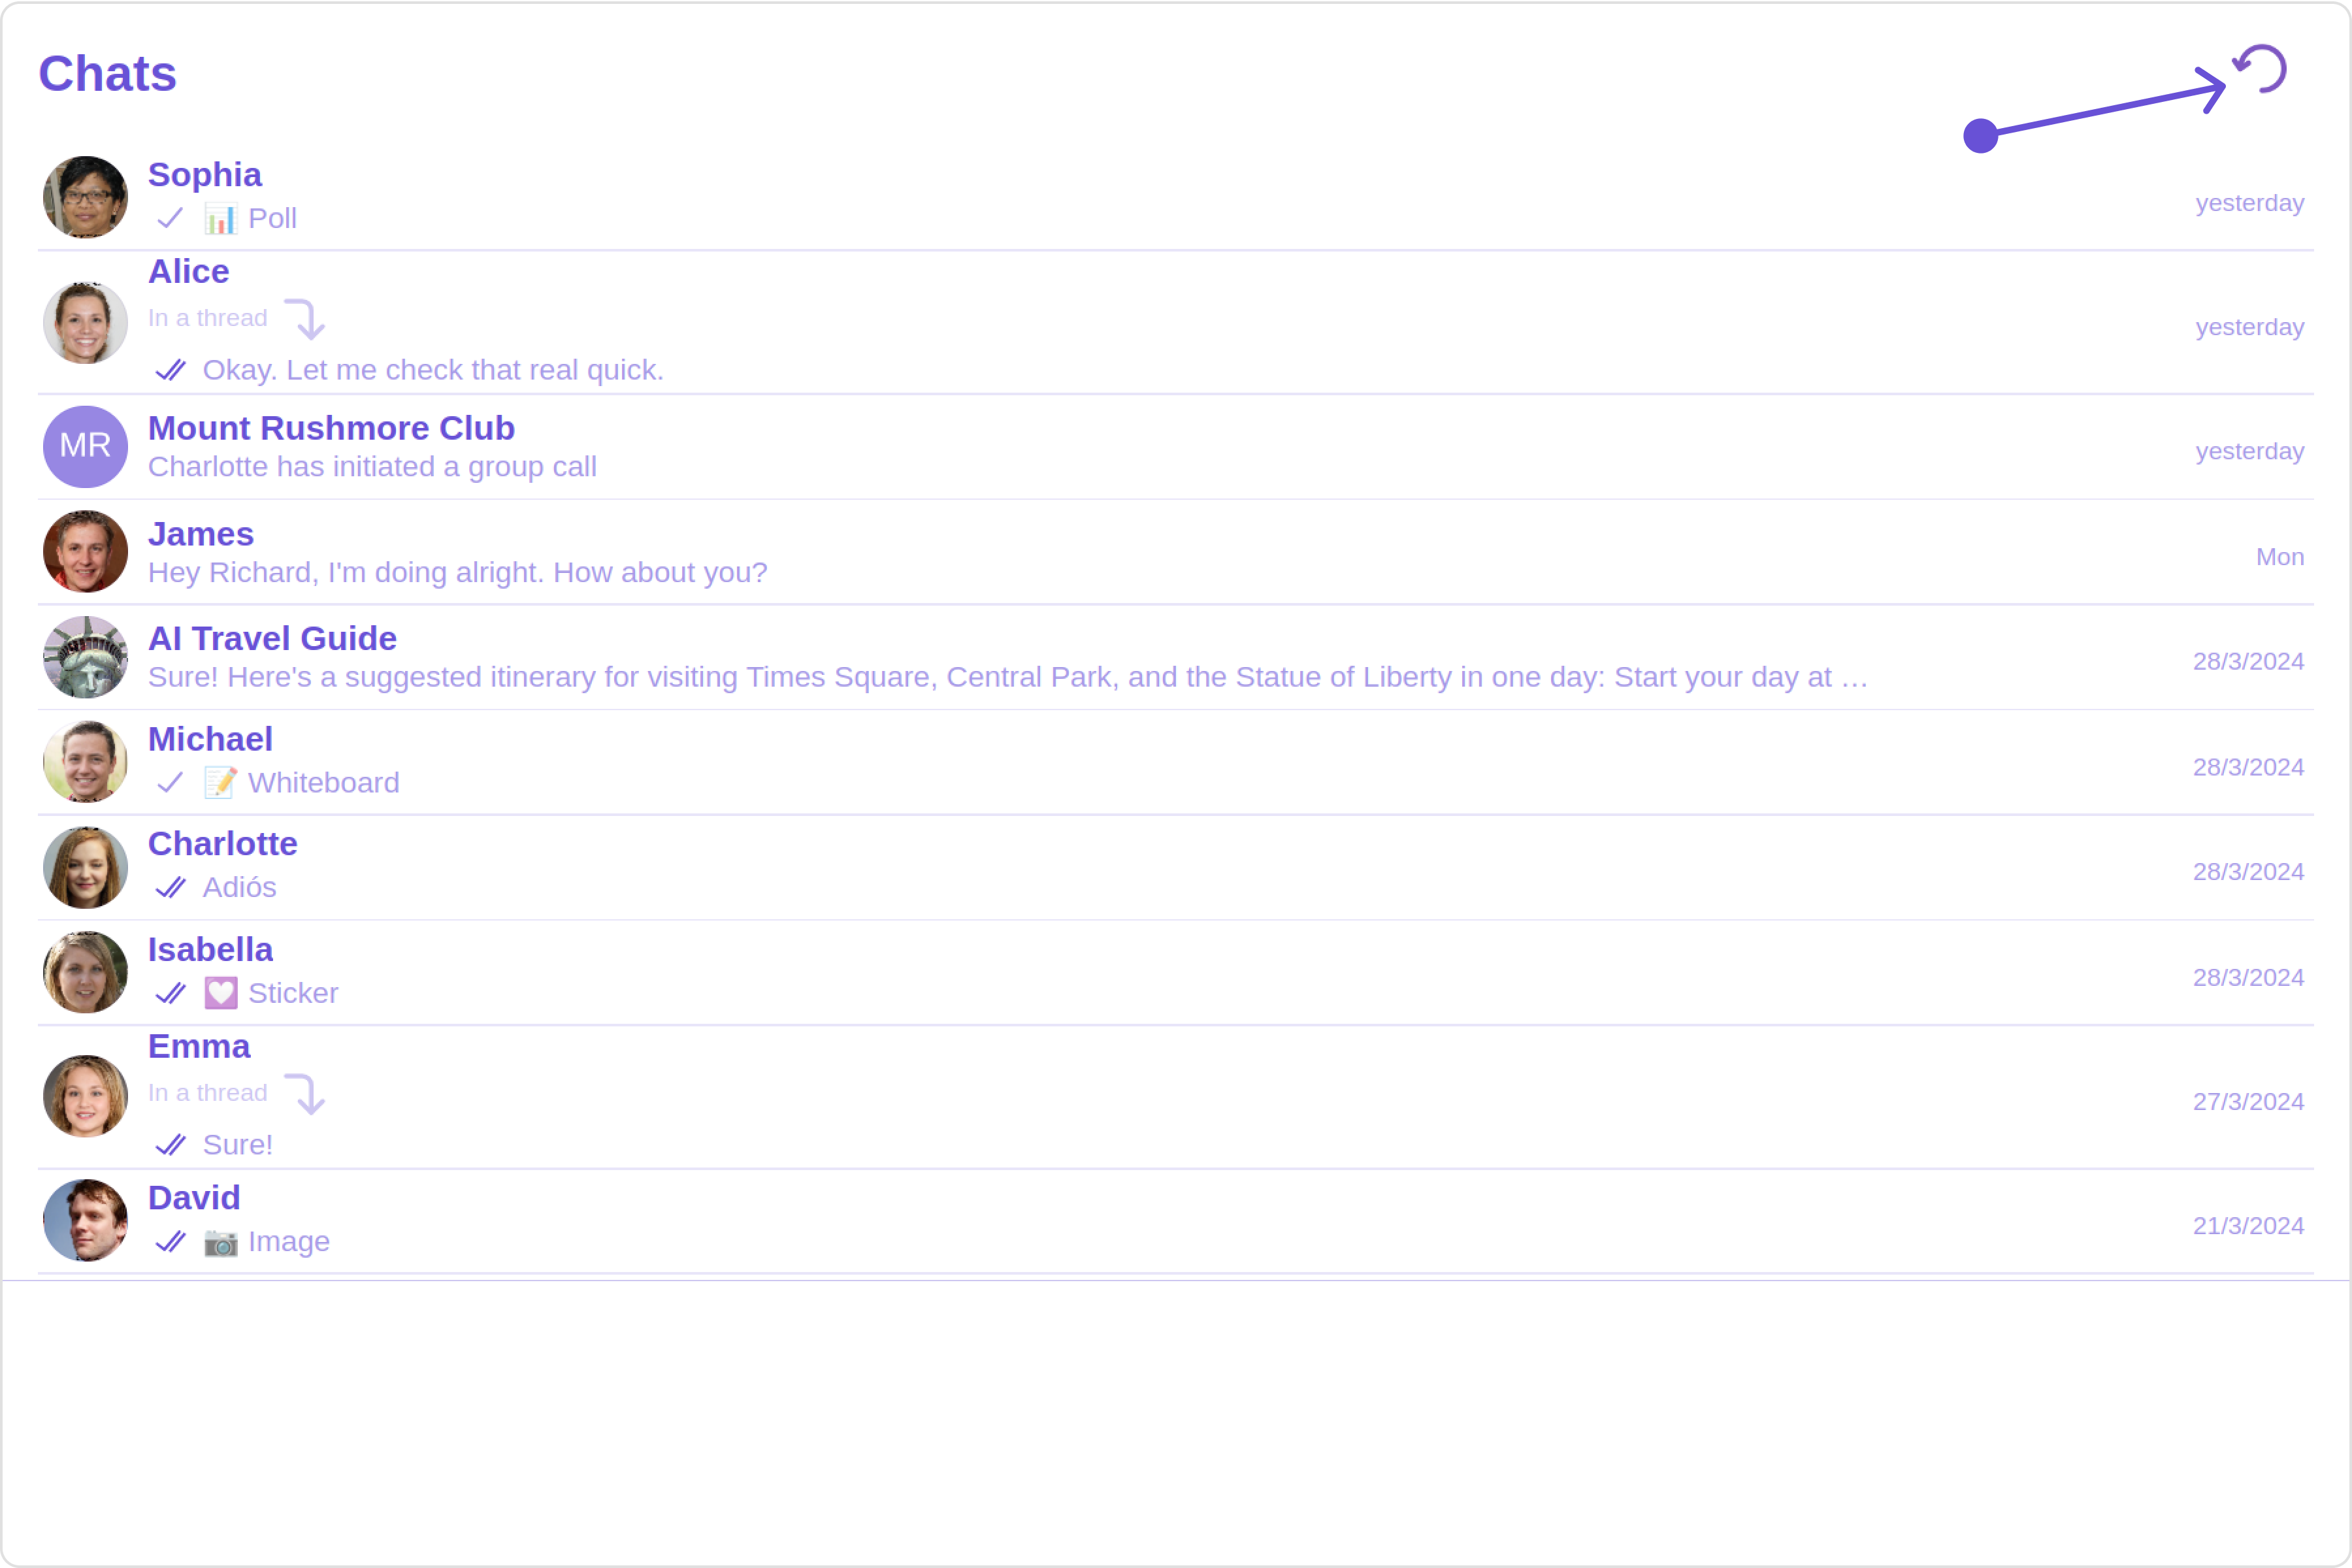 Chats
Sophia
📊 Poll
yesterday
Alice
In a thread
Okay. Let me check that real quick.
yesterday
MR
Mount Rushmore Club
Charlotte has initiated a group call
yesterday
James
Hey Richard, I'm doing alright. How about you?
Mon
AI Travel Guide
Sure! Here's a suggested itinerary for visiting Times Square, Central Park, and the Statue of Liberty in one day: Start your day at …
28/3/2024
Michael
📝 Whiteboard
28/3/2024
Charlotte
Adiós
28/3/2024
Isabella
💟 Sticker
28/3/2024
Emma
In a thread
Sure!
27/3/2024
David
📷 Image
21/3/2024